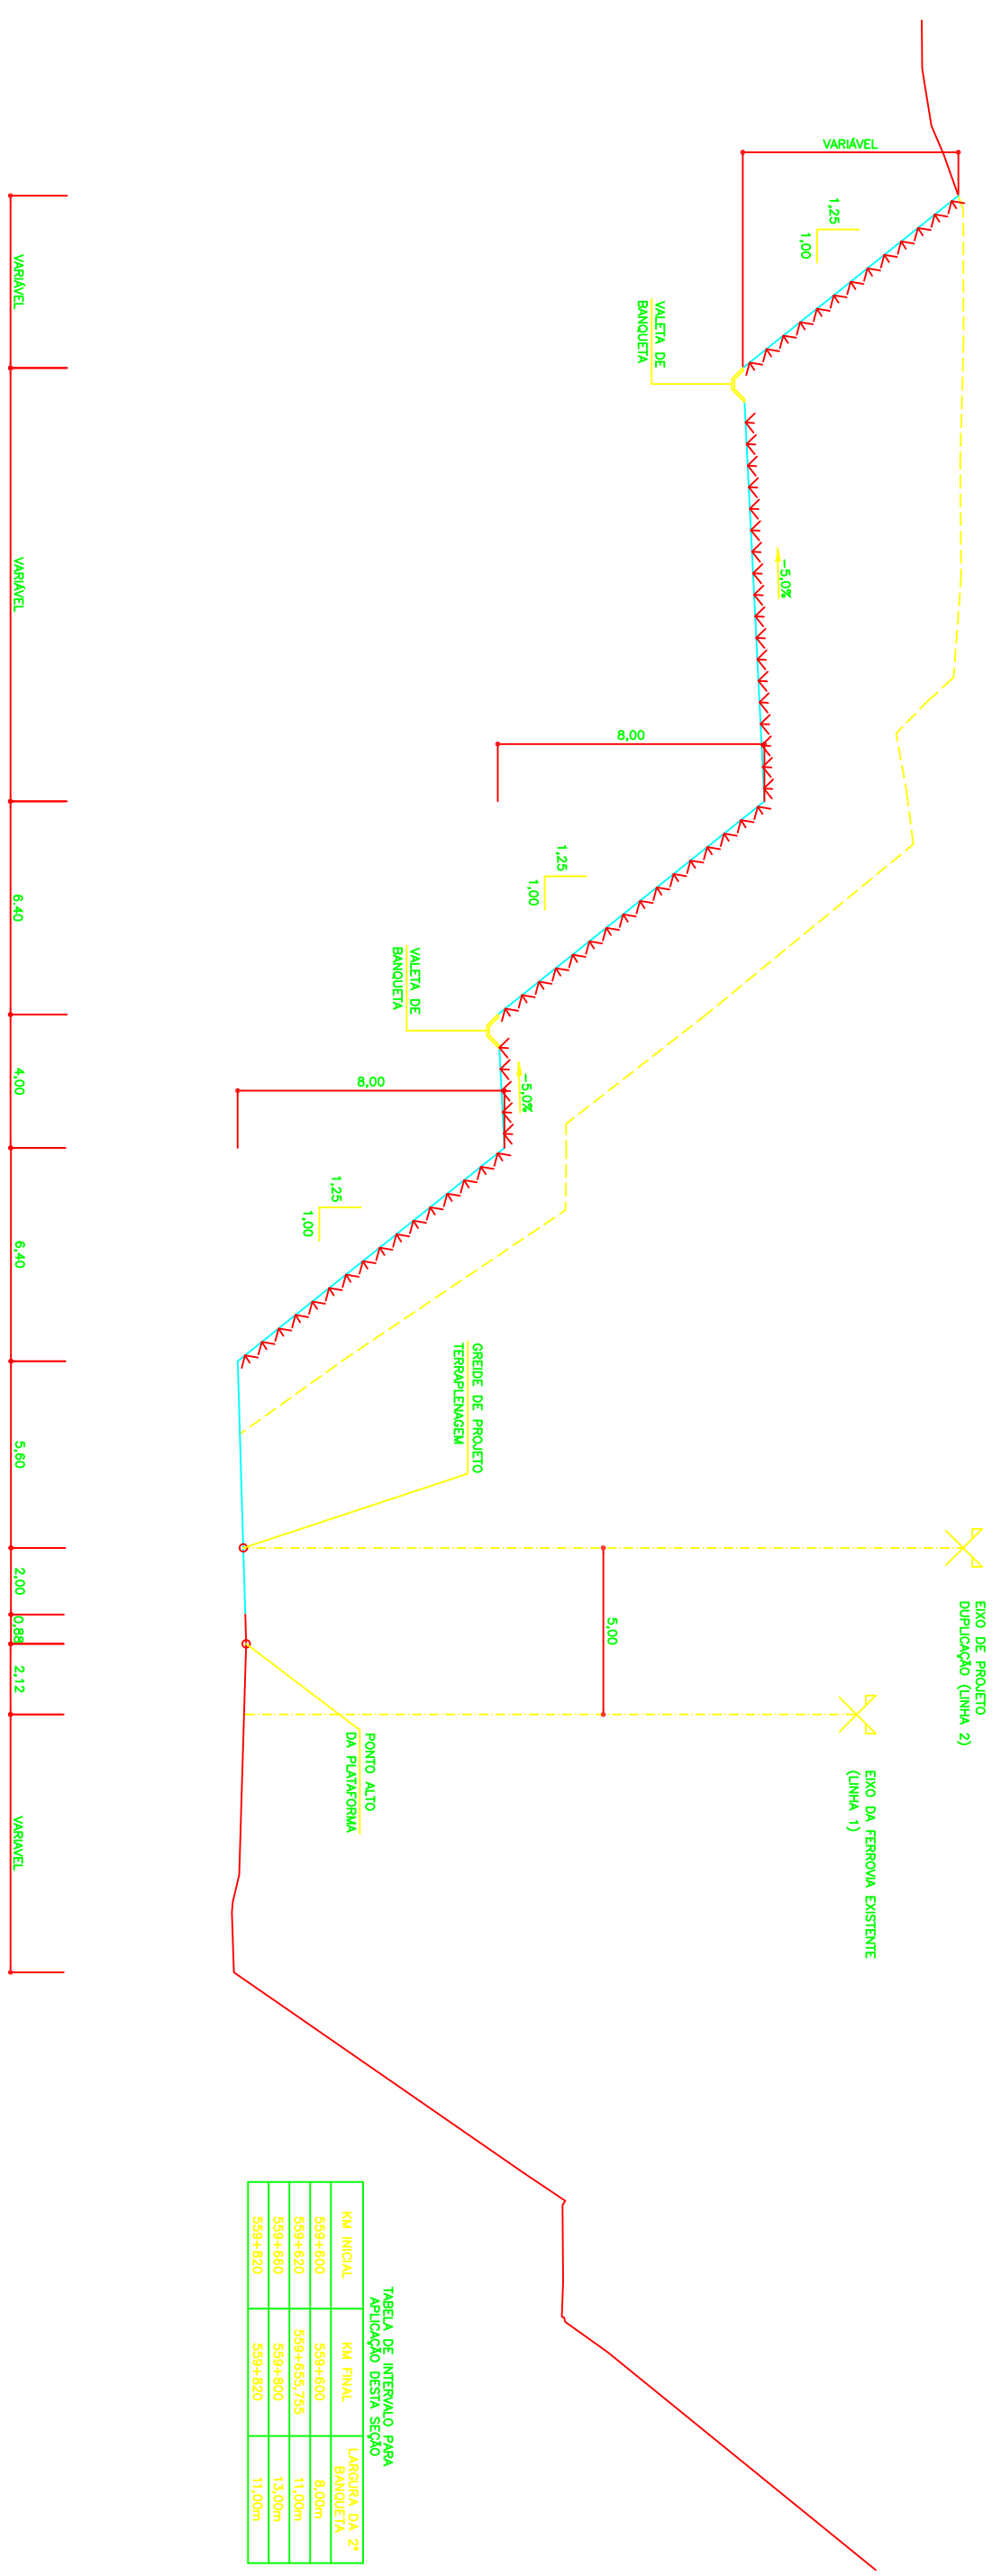 VARIÁVEL
1,25
1,00
VALETA DE
BANQUETA
-5,0%
8,00
1,25
1,00
VALETA DE
BANQUETA
-5,0%
8,00
1,25
1,00
GREIDE DE PROJETO
TERRAPLENAGEM
EIXO DE PROJETO
DUPLICAÇÃO (LINHA 2)
5,00
EIXO DA FERROVIA EXISTENTE
(LINHA 1)
PONTO ALTO
DA PLATAFORMA
VARIÁVEL
VARIÁVEL
6.40
4,00
6,40
5,60
2,00
0,88
2,12
VARIAVEL
TABELA DE INTERVALO PARA
APLICAÇÃO DESTA SEÇÃO
KM INICIAL KM FINAL LARGURA DA 2ª
BANQUETA
559+600 559+600 8,00m
559+620 559+655,755 11,00m
559+660 559+800 13,00m
559+820 559+820 11,00m